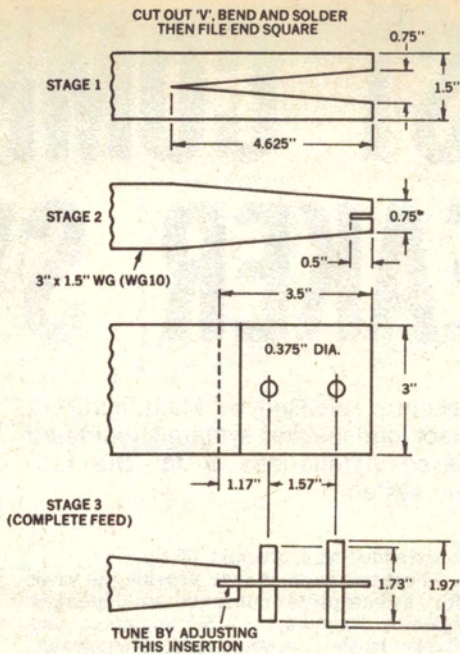 CUT OUT 'V', BEND AND SOLDER
THEN FILE END SQUARE
0.75"
STAGE 1
1.5"
4.625"
STAGE 2
0.75"
0.5"
3" x 1.5" WG (WG10)
3.5"
0.375" DIA.
3"
1.17"
1.57"
STAGE 3
(COMPLETE FEED)
1.73"
1.97"
TUNE BY ADJUSTING
THIS INSERTION